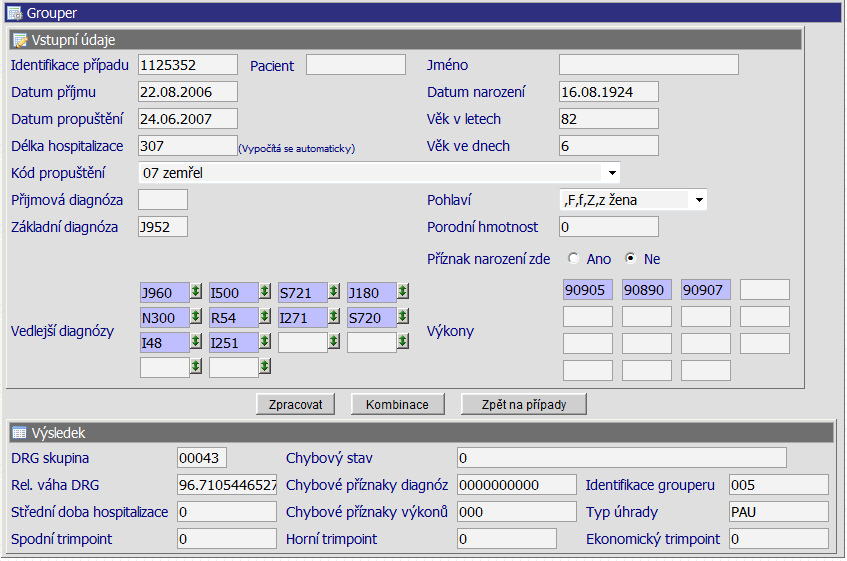 Grouper
Vstupní údaje
Identifikace případu 1125352 Pacient Jméno
Datum příjmu 22.08.2006 Datum narození 16.08.1924
Datum propuštění 24.06.2007 Věk v letech 82
Délka hospitalizace 307 (Vypočítá se automaticky) Věk ve dnech 6
Kód propuštění 07 zemřel
Přijmová diagnóza Pohlaví ,F,f,Z,z žena
Základní diagnóza J952 Porodní hmotnost 0
Příznak narození zde Ano Ne
J960 I500 S721 J180 90905 90890 90907
N300 R54 I271 S720
Vedlejší diagnózy Výkony
I48 I251
Zpracovat Kombinace Zpět na případy
Výsledek
DRG skupina 00043 Chybový stav 0
Rel. váha DRG 96.7105446527 Chybové příznaky diagnóz 0000000000 Identifikace grouperu 005
Střední doba hospitalizace 0 Chybové příznaky výkonů 000 Typ úhrady PAU
Spodní trimpoint 0 Horní trimpoint 0 Ekonomický trimpoint 0